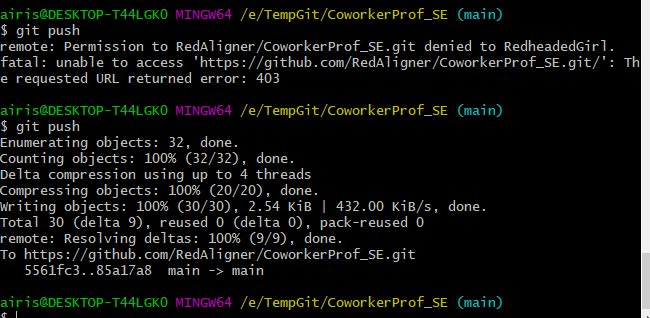 airis@DESKTOP-T44LGK0 MINGW64 /e/TempGit/CoworkerProf_SE (main)
$ git push
remote: Permission to RedAligner/CoworkerProf_SE.git denied to RedheadedGirl.
fatal: unable to access 'https://github.com/RedAligner/CoworkerProf_SE.git/': Th
e requested URL returned error: 403
airis@DESKTOP-T44LGK0 MINGW64 /e/TempGit/CoworkerProf_SE (main)
$ git push
Enumerating objects: 32, done.
Counting objects: 100% (32/32), done.
Delta compression using up to 4 threads
Compressing objects: 100% (20/20), done.
Writing objects: 100% (30/30), 2.54 KiB | 432.00 KiB/s, done.
Total 30 (delta 9), reused 0 (delta 0), pack-reused 0
remote: Resolving deltas: 100% (9/9), done.
To https://github.com/RedAligner/CoworkerProf_SE.git
   5561fc3..85a17a8  main -> main
airis@DESKTOP-T44LGK0 MINGW64 /e/TempGit/CoworkerProf_SE (main)
$